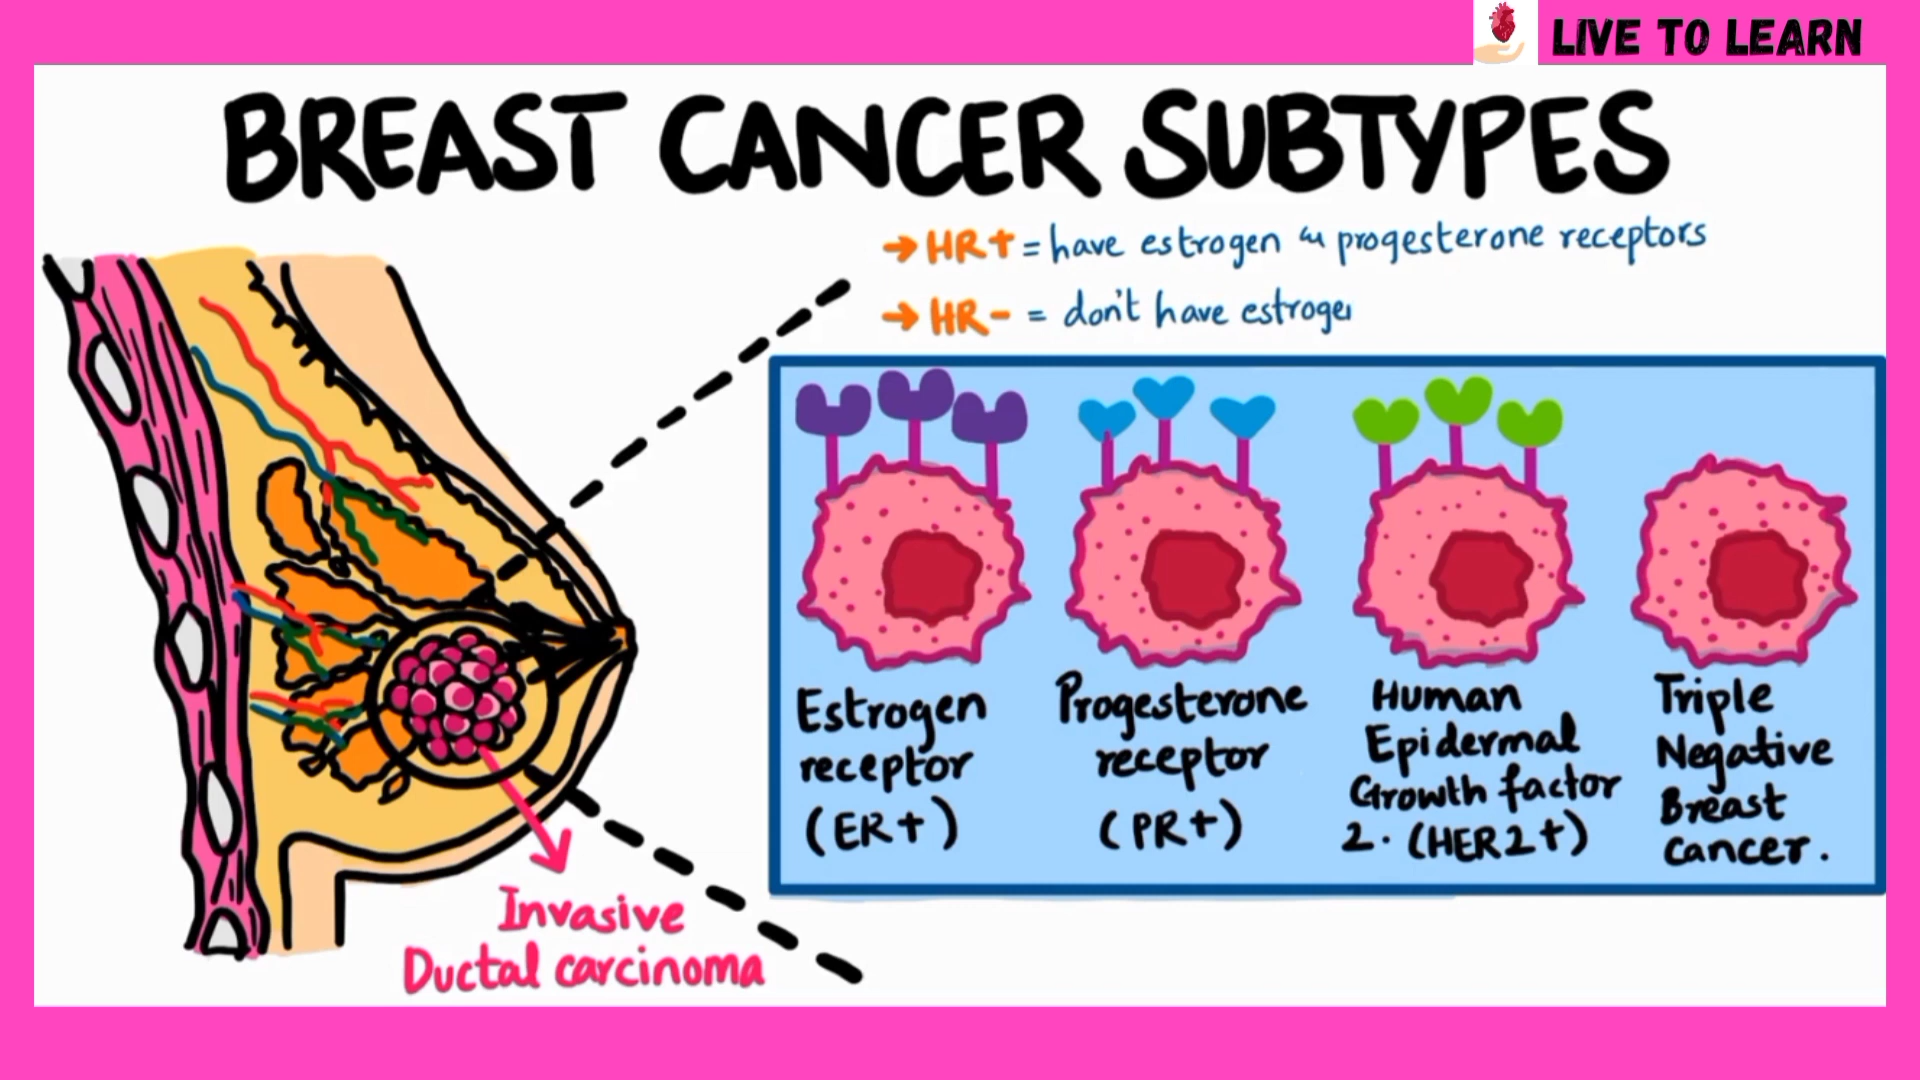 LIVE TO LEARN
BREAST CANCER SUBTYPES
→ HR+ = have estrogen progesterone receptors
→ HR- = don't have estroge
Estrogen
receptor
(ER+)
Progesterone
receptor
(PR+)
Human
Epidermal
Growth factor
2. (HER2+)
Triple
Negative
Breast
cancer.
Invasive
Ductal carcinoma